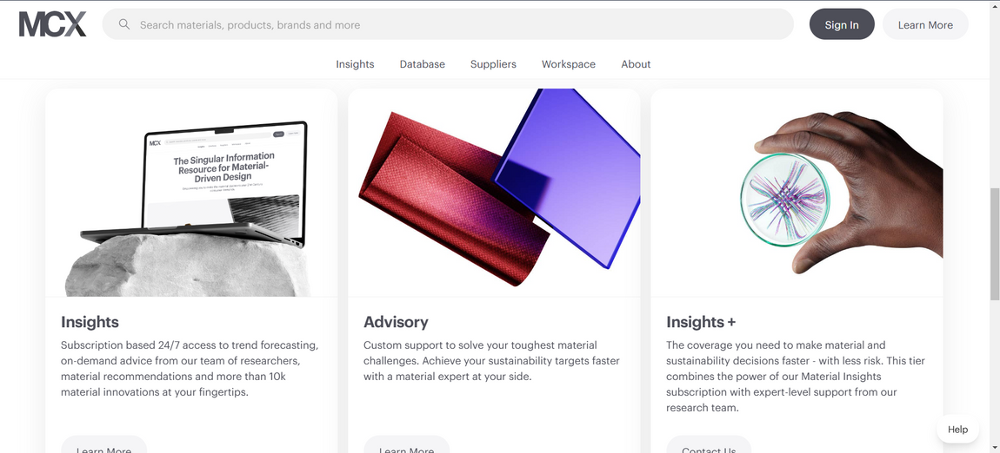 MCX
Search materials, products, brands and more
Sign In
Learn More
Insights
Database
Suppliers
Workspace
About
MCX
The Singular Information
Resource for Material-
Driven Design
Insights
Subscription based 24/7 access to trend forecasting,
on-demand advice from our team of researchers,
material recommendations and more than 10k
material innovations at your fingertips.
Learn More
Advisory
Custom support to solve your toughest material
challenges. Achieve your sustainability targets faster
with a material expert at your side.
Learn More
Insights +
The coverage you need to make material and
sustainability decisions faster - with less risk. This tier
combines the power of our Material Insights
subscription with expert-level support from our
research team.
Contact Us
Help